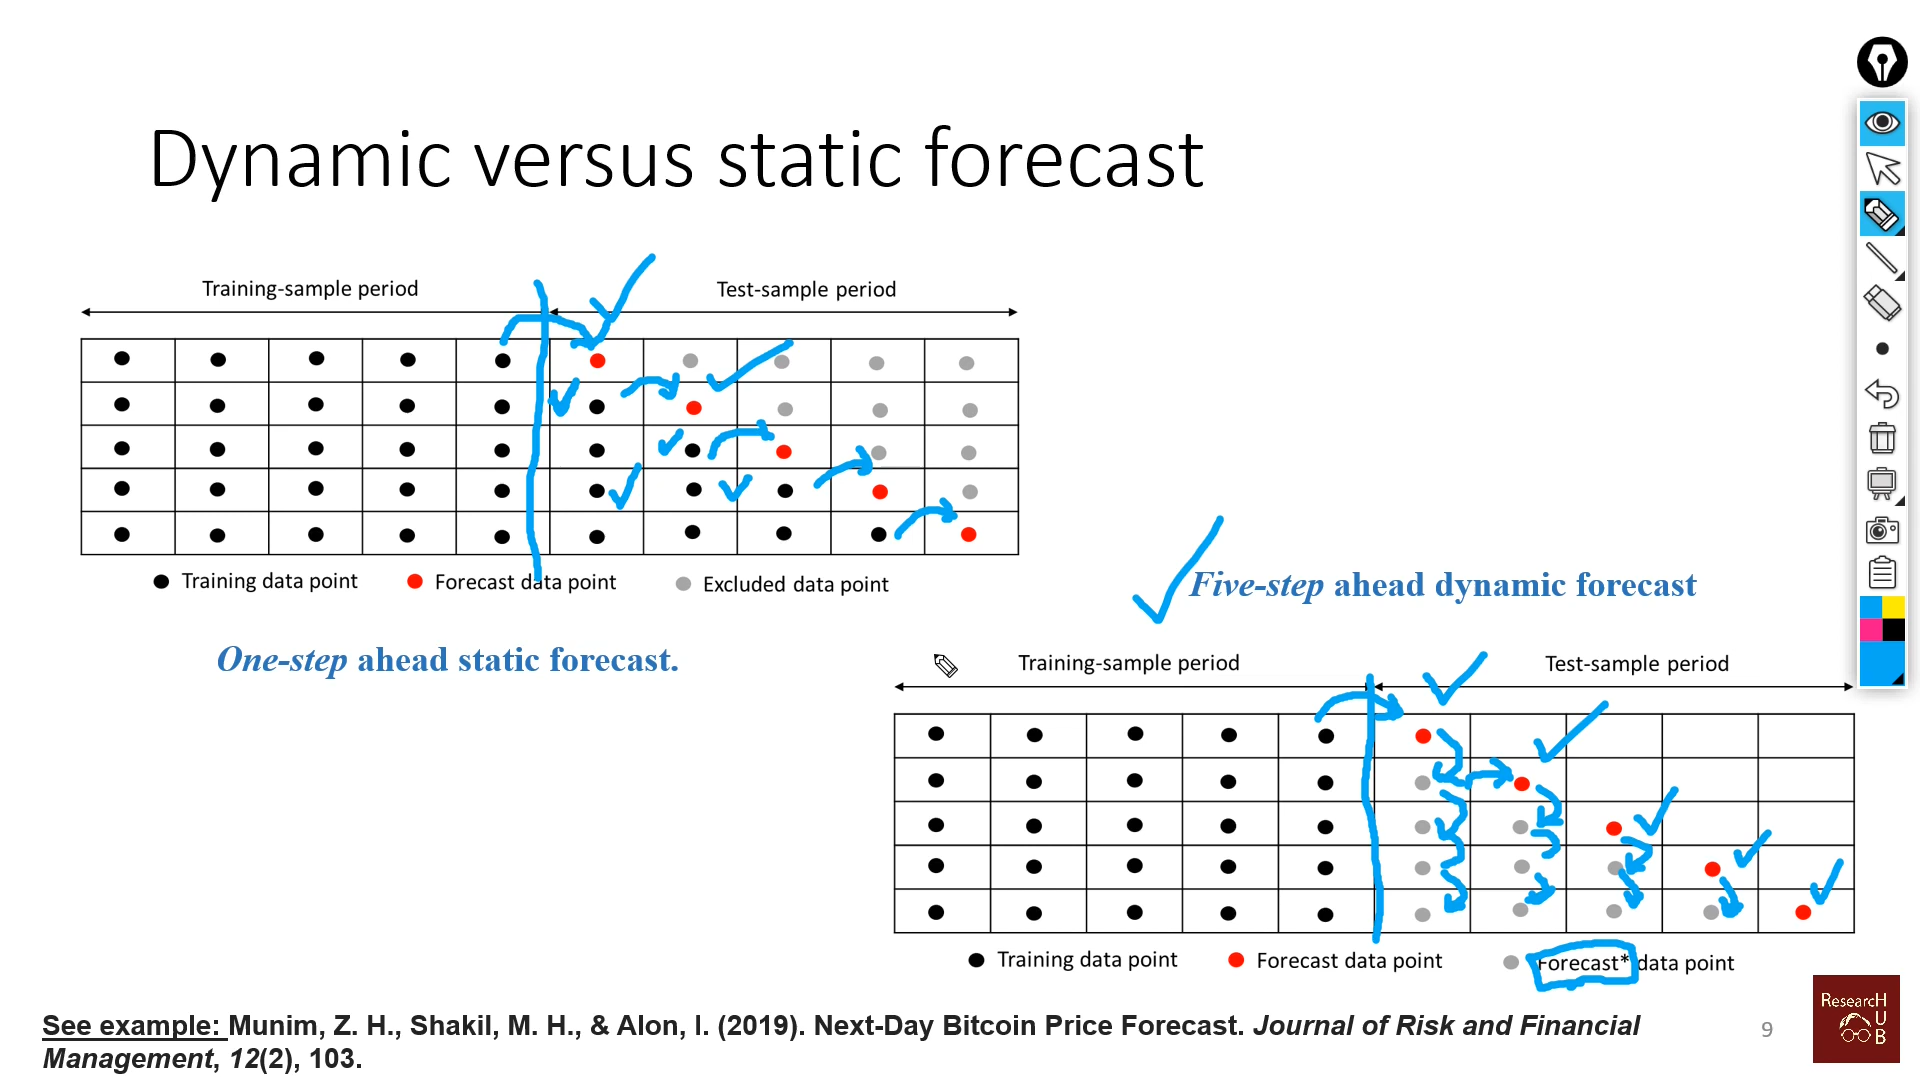 Dynamic versus static forecast
Training-sample period
Test-sample period
Training data point
Forecast data point
Excluded data point
One-step ahead static forecast.
Five-step ahead dynamic forecast
Training-sample period
Test-sample period
Training data point
Forecast data point
Forecast* data point
See example: Munim, Z. H., Shakil, M. H., & Alon, I. (2019). Next-Day Bitcoin Price Forecast. Journal of Risk and Financial
Management, 12(2), 103.
9
ResearcH
U
B